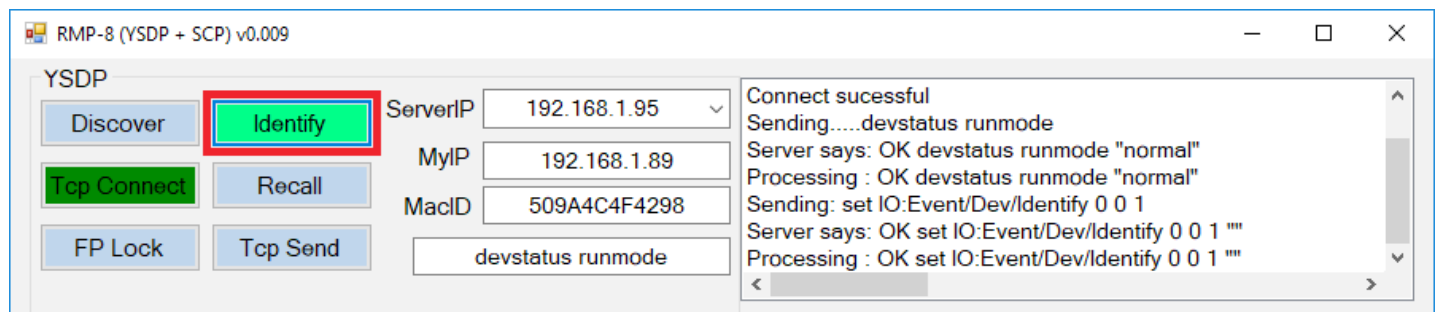 RMP-8 (YSDP + SCP) v0.009
YSDP
Discover
Identify
Tcp Connect
Recall
FP Lock
Tcp Send
ServerIP
192.168.1.95
MyIP
192.168.1.89
MacID
509A4C4F4298
devstatus runmode
Connect sucessful
Sending.....devstatus runmode
Server says: OK devstatus runmode "normal"
Processing : OK devstatus runmode "normal"
Sending: set IO:Event/Dev/Identify 0 0 1
Server says: OK set IO:Event/Dev/Identify 0 0 1 ""
Processing : OK set IO:Event/Dev/Identify 0 0 1 ""